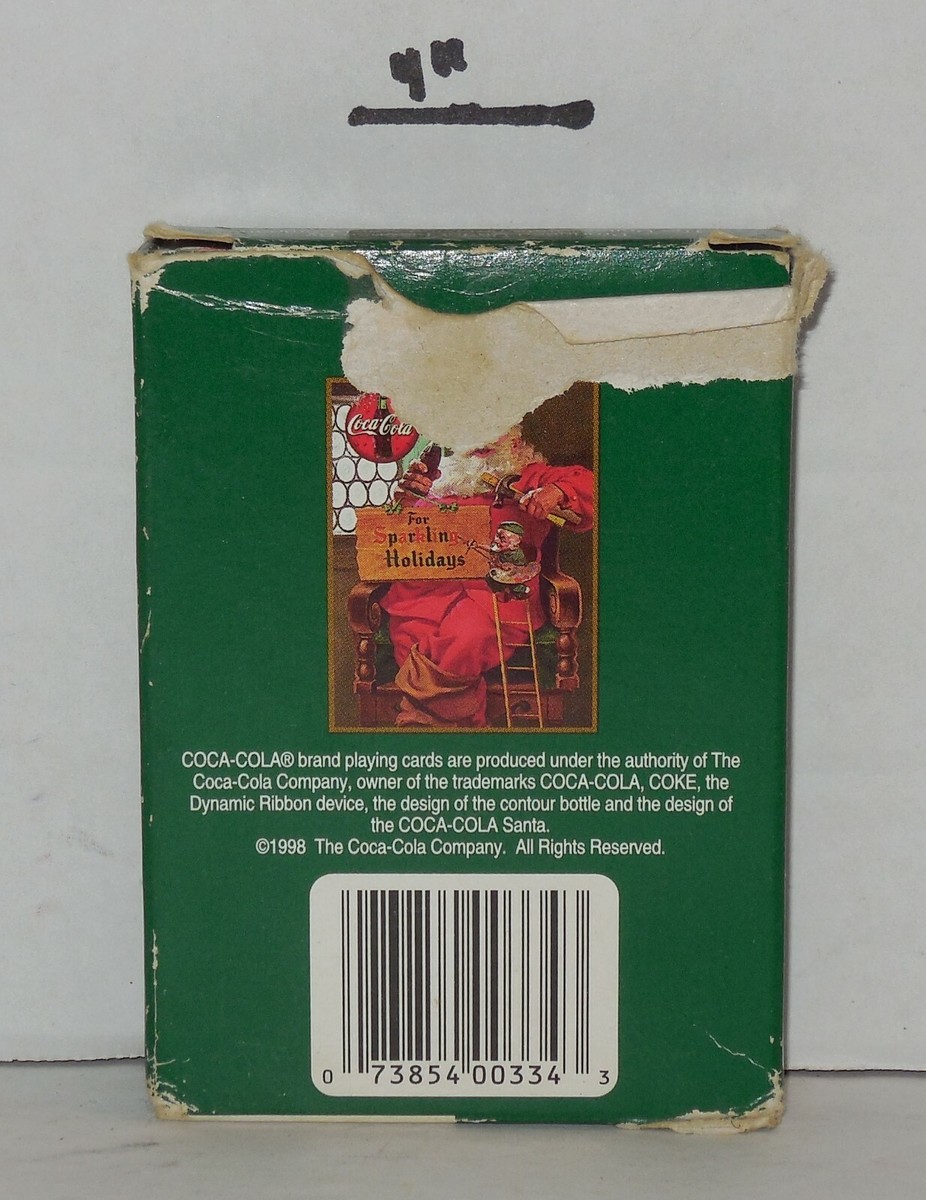 4"
Coca-Cola
For
Sparkling
Holidays
COCA-COLA® brand playing cards are produced under the authority of The
Coca-Cola Company, owner of the trademarks COCA-COLA, COKE, the
Dynamic Ribbon device, the design of the contour bottle and the design of
the COCA-COLA Santa.
©1998 The Coca-Cola Company. All Rights Reserved.
0 73854 00334 3